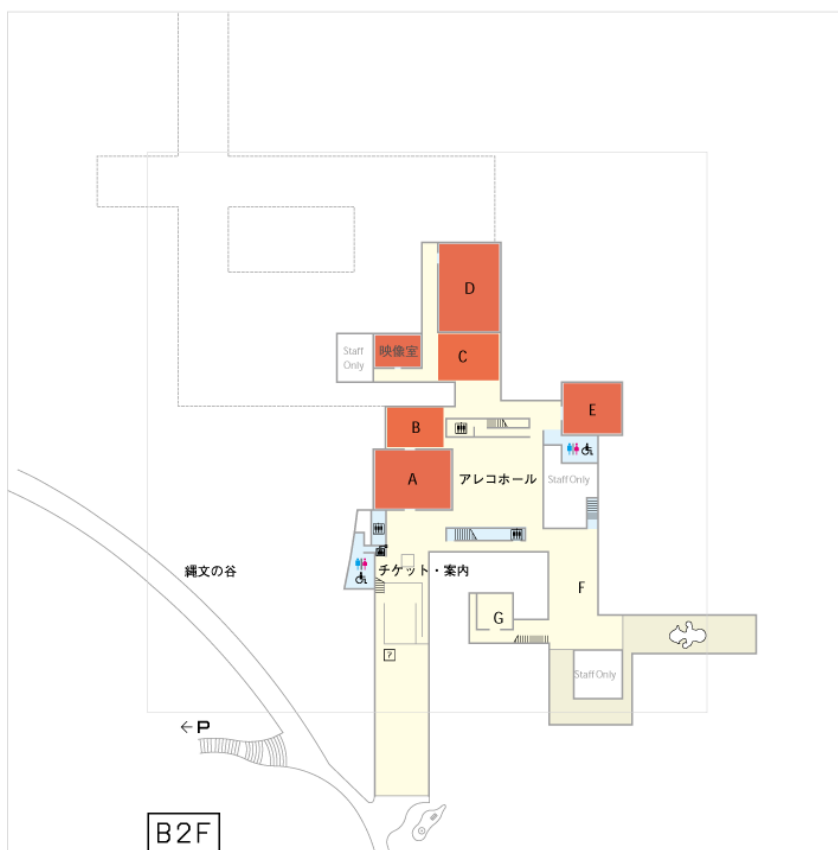 D
Staff
Only
映像室
C
E
B
A
アレコホール
Staff Only
縄文の谷
チケット・案内
F
G
?
Staff Only
←P
B2F